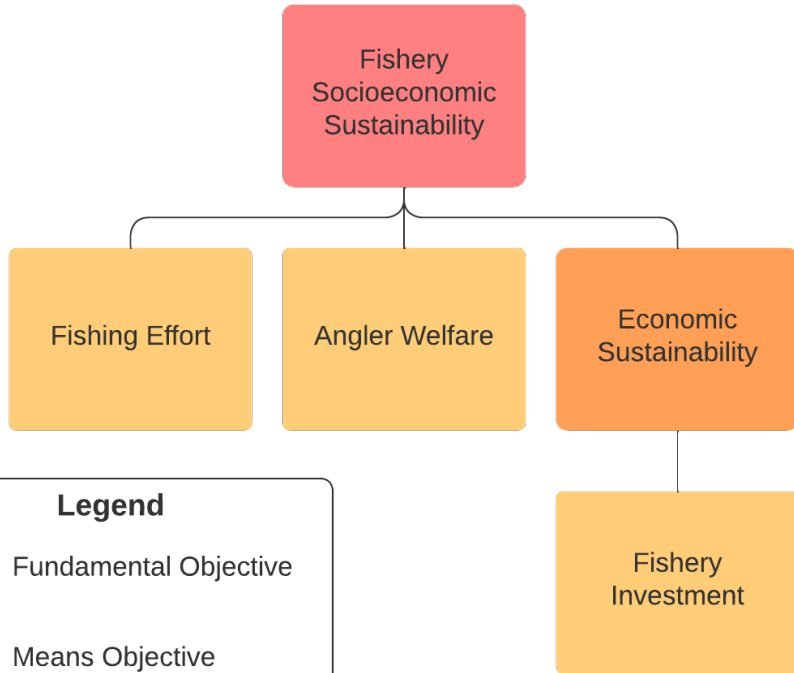 Fishery
Socioeconomic
Sustainability
Fishing Effort
Angler Welfare
Economic
Sustainability
Legend
Fundamental Objective
Means Objective
Fishery
Investment